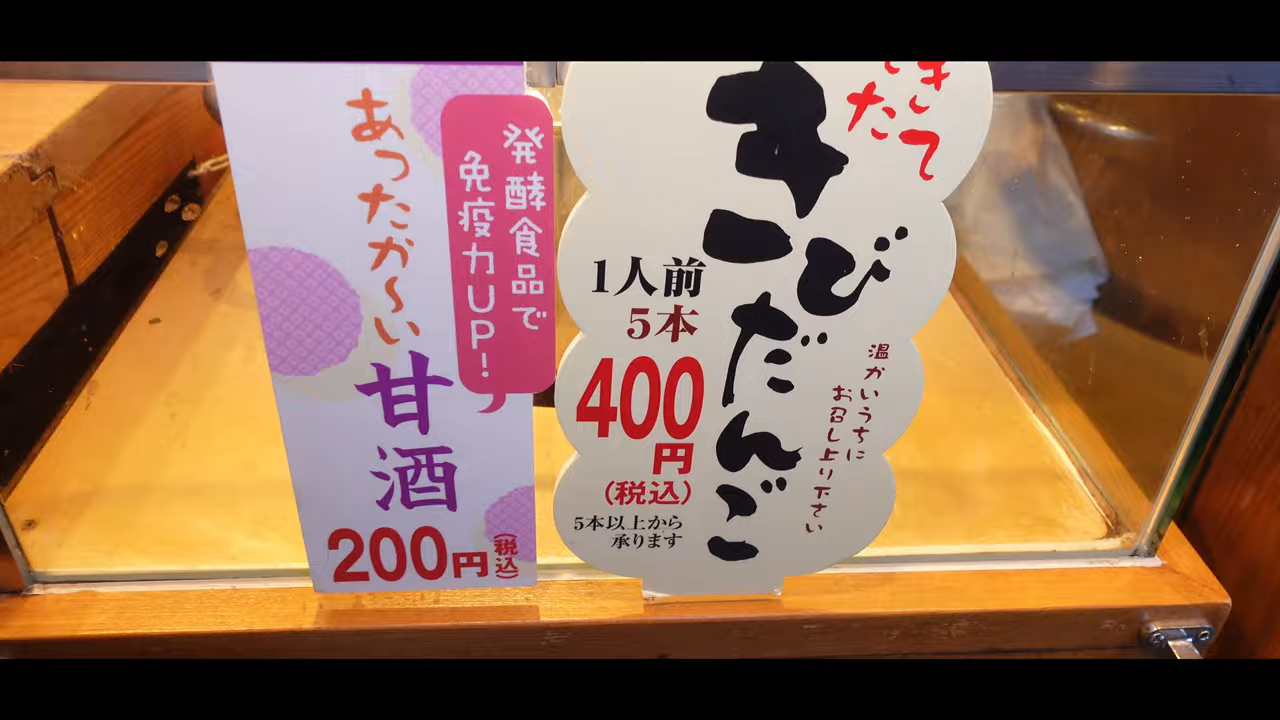 あったか～い
甘酒
200円(税込)
発酵食品で
免疫力UP!
きびだんご
1人前
5本
400
円
(税込)
5本以上から
承ります
温かいうちに
お召し上り下さい